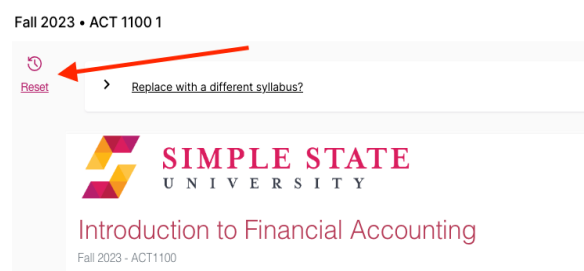 Fall 2023 • ACT 1100 1
Reset
Replace with a different syllabus?
SIMPLE STATE
UNIVERSITY
Introduction to Financial Accounting
Fall 2023 - ACT1100